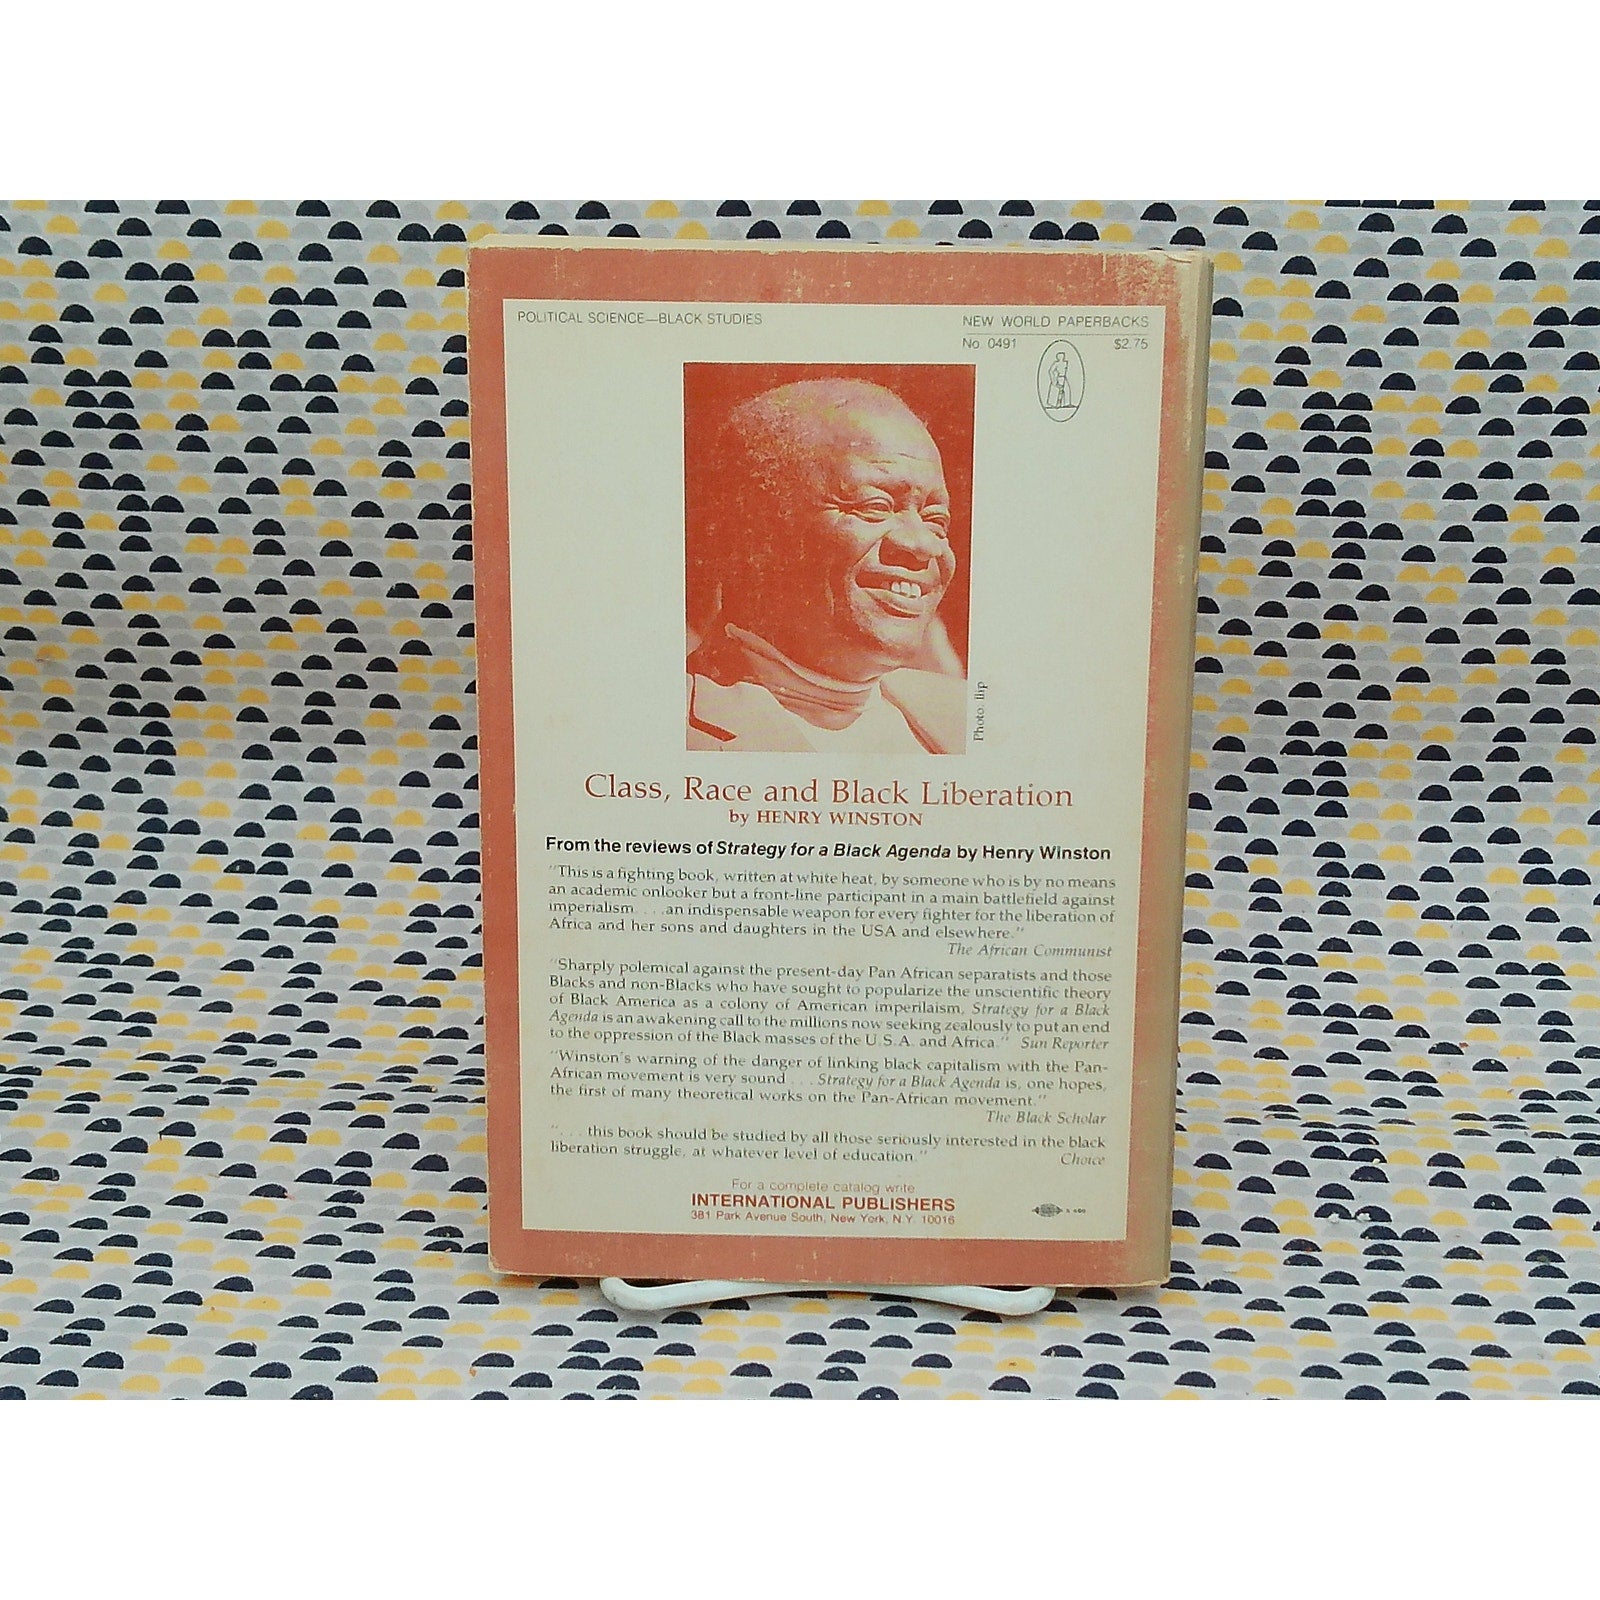 POLITICAL SCIENCE—BLACK STUDIES
NEW WORLD PAPERBACKS
No. 0491 $2.75
Photo: Ilip
Class, Race and Black Liberation
by HENRY WINSTON
From the reviews of Strategy for a Black Agenda by Henry Winston
"This is a fighting book, written at white heat, by someone who is by no means
an academic onlooker but a front-line participant in a main battlefield against
imperialism. . . .an indispensable weapon for every fighter for the liberation of
Africa and her sons and daughters in the USA and elsewhere."
The African Communist
"Sharply polemical against the present-day Pan African separatists and those
Blacks and non-Blacks who have sought to popularize the unscientific theory
of Black America as a colony of American imperilaism, Strategy for a Black
Agenda is an awakening call to the millions now seeking zealously to put an end
to the oppression of the Black masses of the U.S.A. and Africa." Sun Reporter
"Winston's warning of the danger of linking black capitalism with the Pan-
African movement is very sound . . . Strategy for a Black Agenda is, one hopes,
the first of many theoretical works on the Pan-African movement."
The Black Scholar
". . . this book should be studied by all those seriously interested in the black
liberation struggle, at whatever level of education."
Choice
For a complete catalog write
INTERNATIONAL PUBLISHERS
381 Park Avenue South, New York, N.Y. 10016